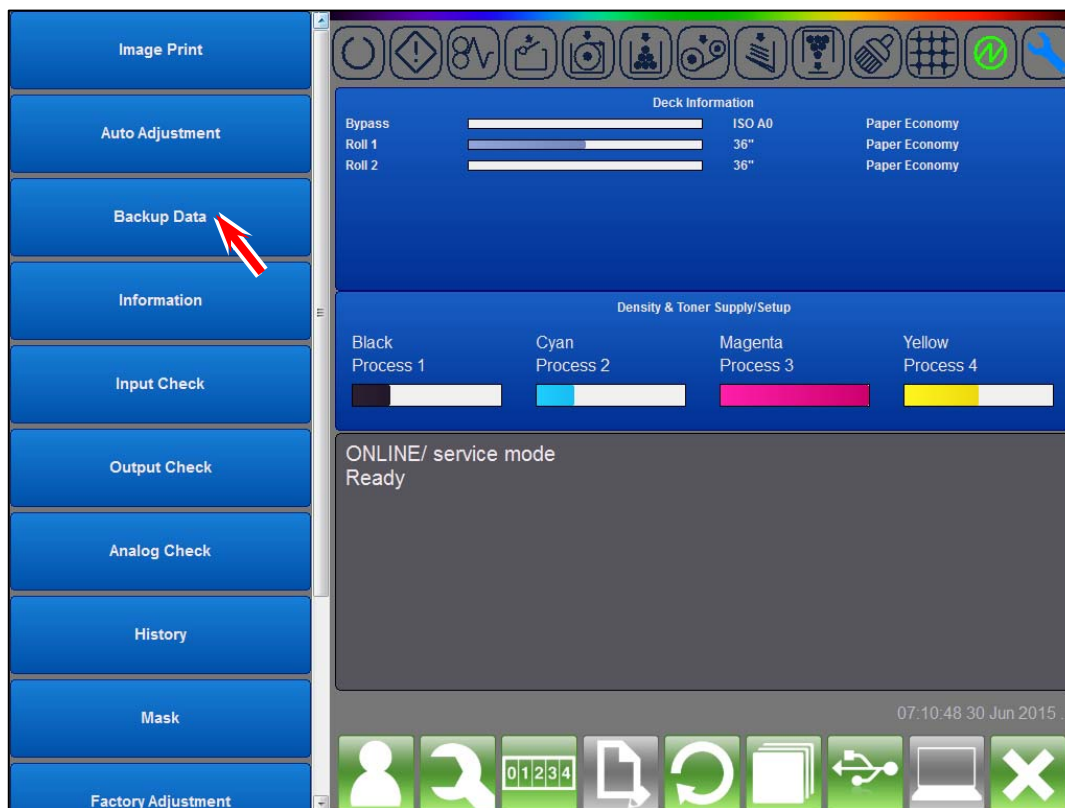 Image Print
Auto Adjustment
Backup Data
Information
Input Check
Output Check
Analog Check
History
Mask
Factory Adjustment
Deck Information
Bypass ISO A0 Paper Economy
Roll 1 36" Paper Economy
Roll 2 36" Paper Economy
Density & Toner Supply/Setup
Black Cyan Magenta Yellow
Process 1 Process 2 Process 3 Process 4
ONLINE/ service mode
Ready
07:10:48 30 Jun 2015 .
01234